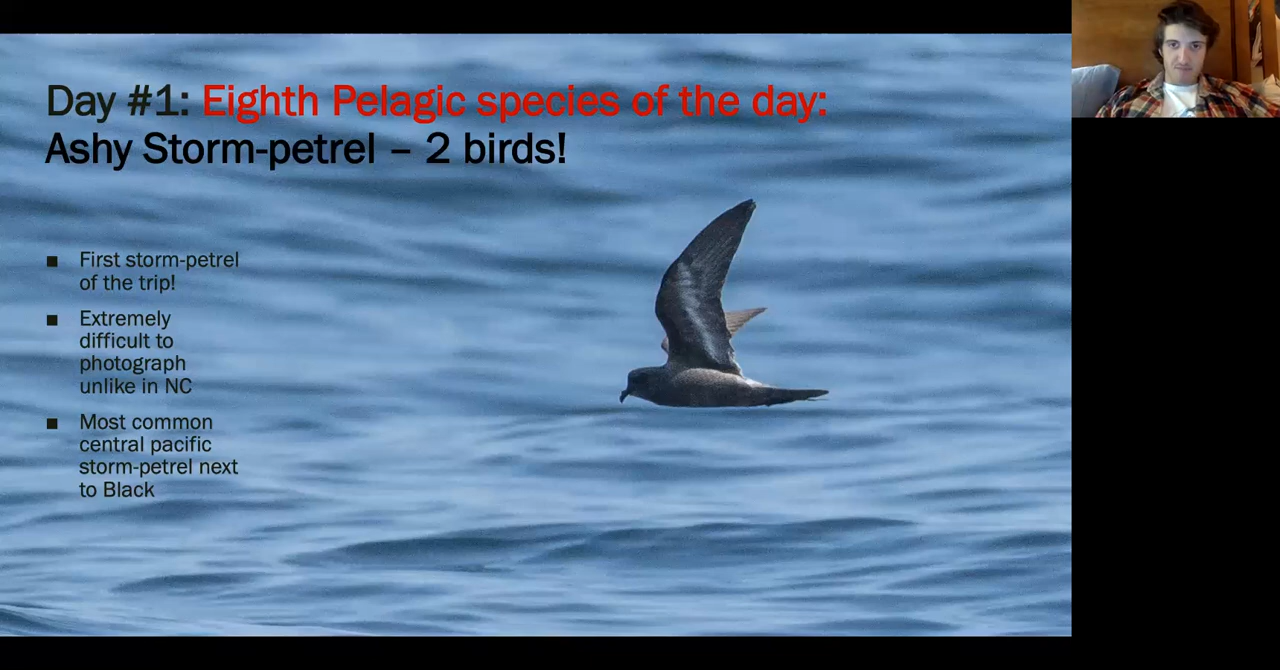 Day #1: Eighth Pelagic species of the day:
Ashy Storm-petrel – 2 birds!
■ First storm-petrel
of the trip!
■ Extremely
difficult to
photograph
unlike in NC
■ Most common
central pacific
storm-petrel next
to Black